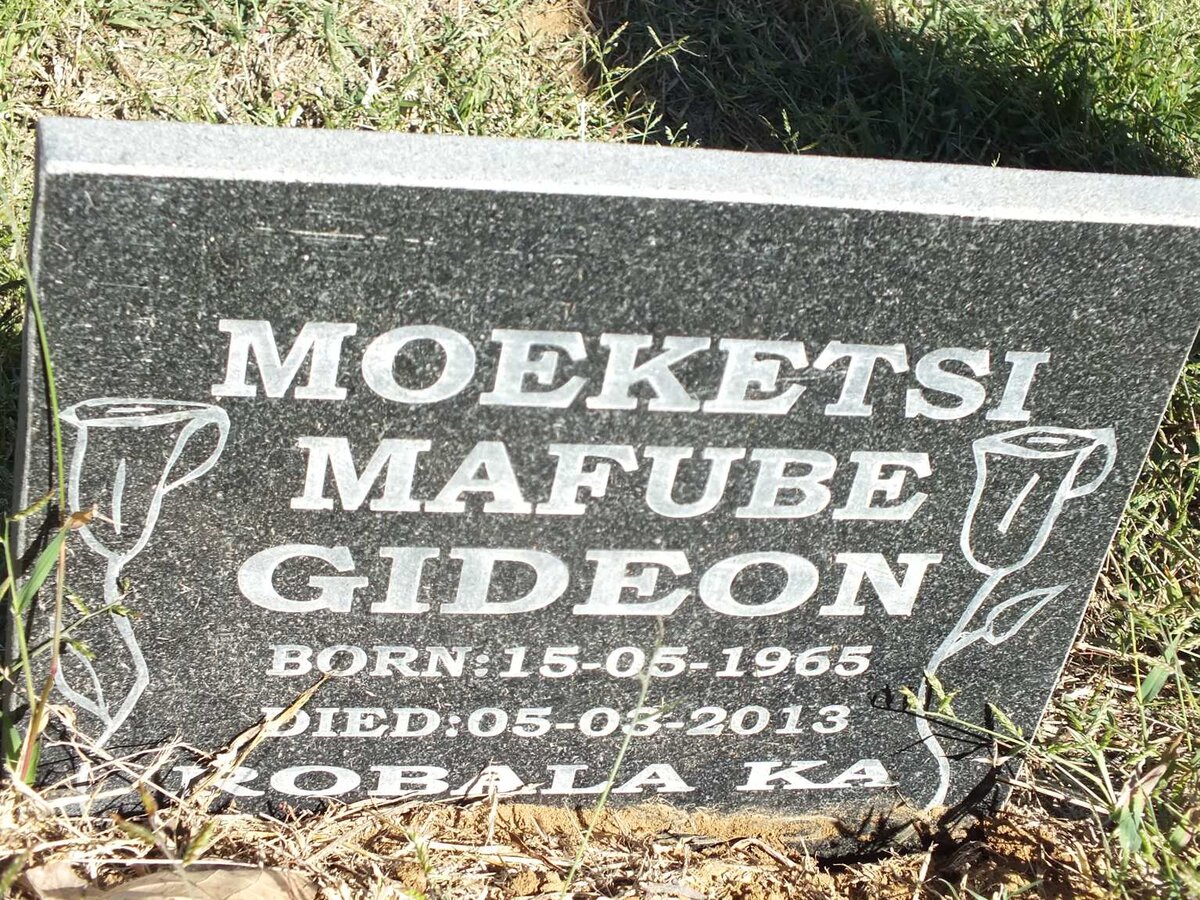 MOEKETSI
MAFUBE
GIDEON
BORN:15-05-1965
DIED:05-03-2013
ROBALA KA